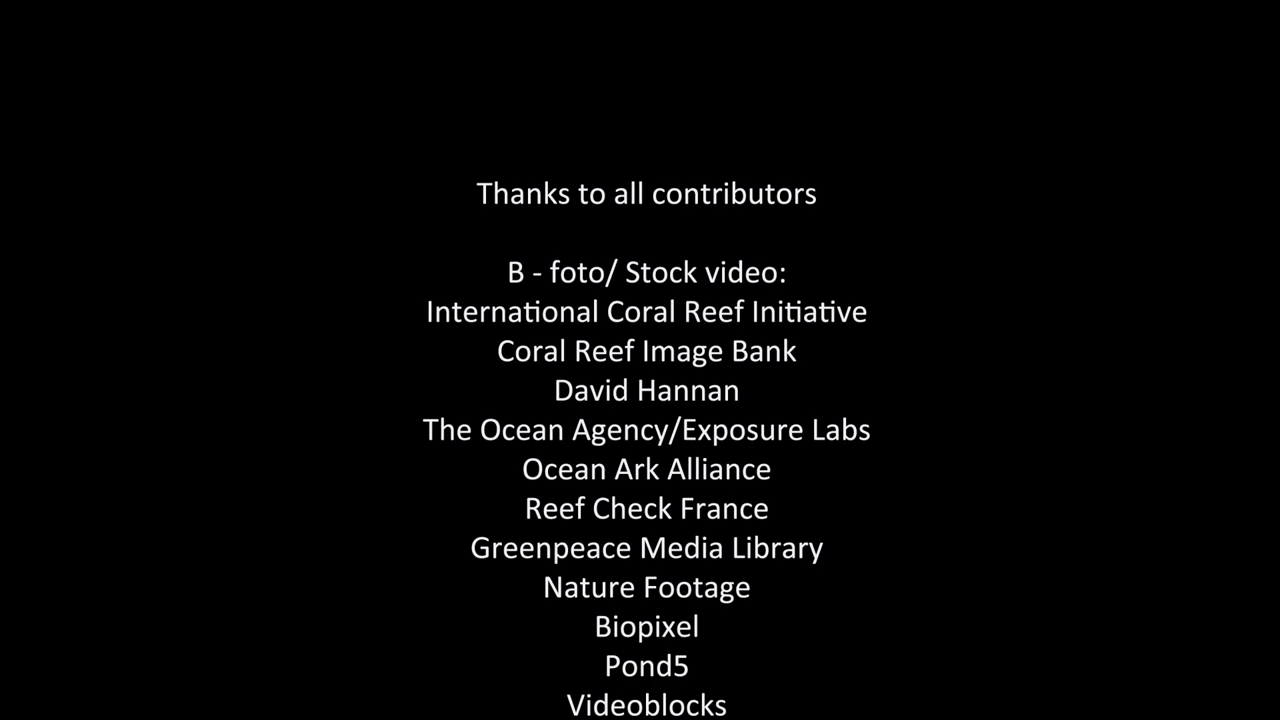 Thanks to all contributors
B - foto/ Stock video:
International Coral Reef Initiative
Coral Reef Image Bank
David Hannan
The Ocean Agency/Exposure Labs
Ocean Ark Alliance
Reef Check France
Greenpeace Media Library
Nature Footage
Biopixel
Pond5
Videoblocks